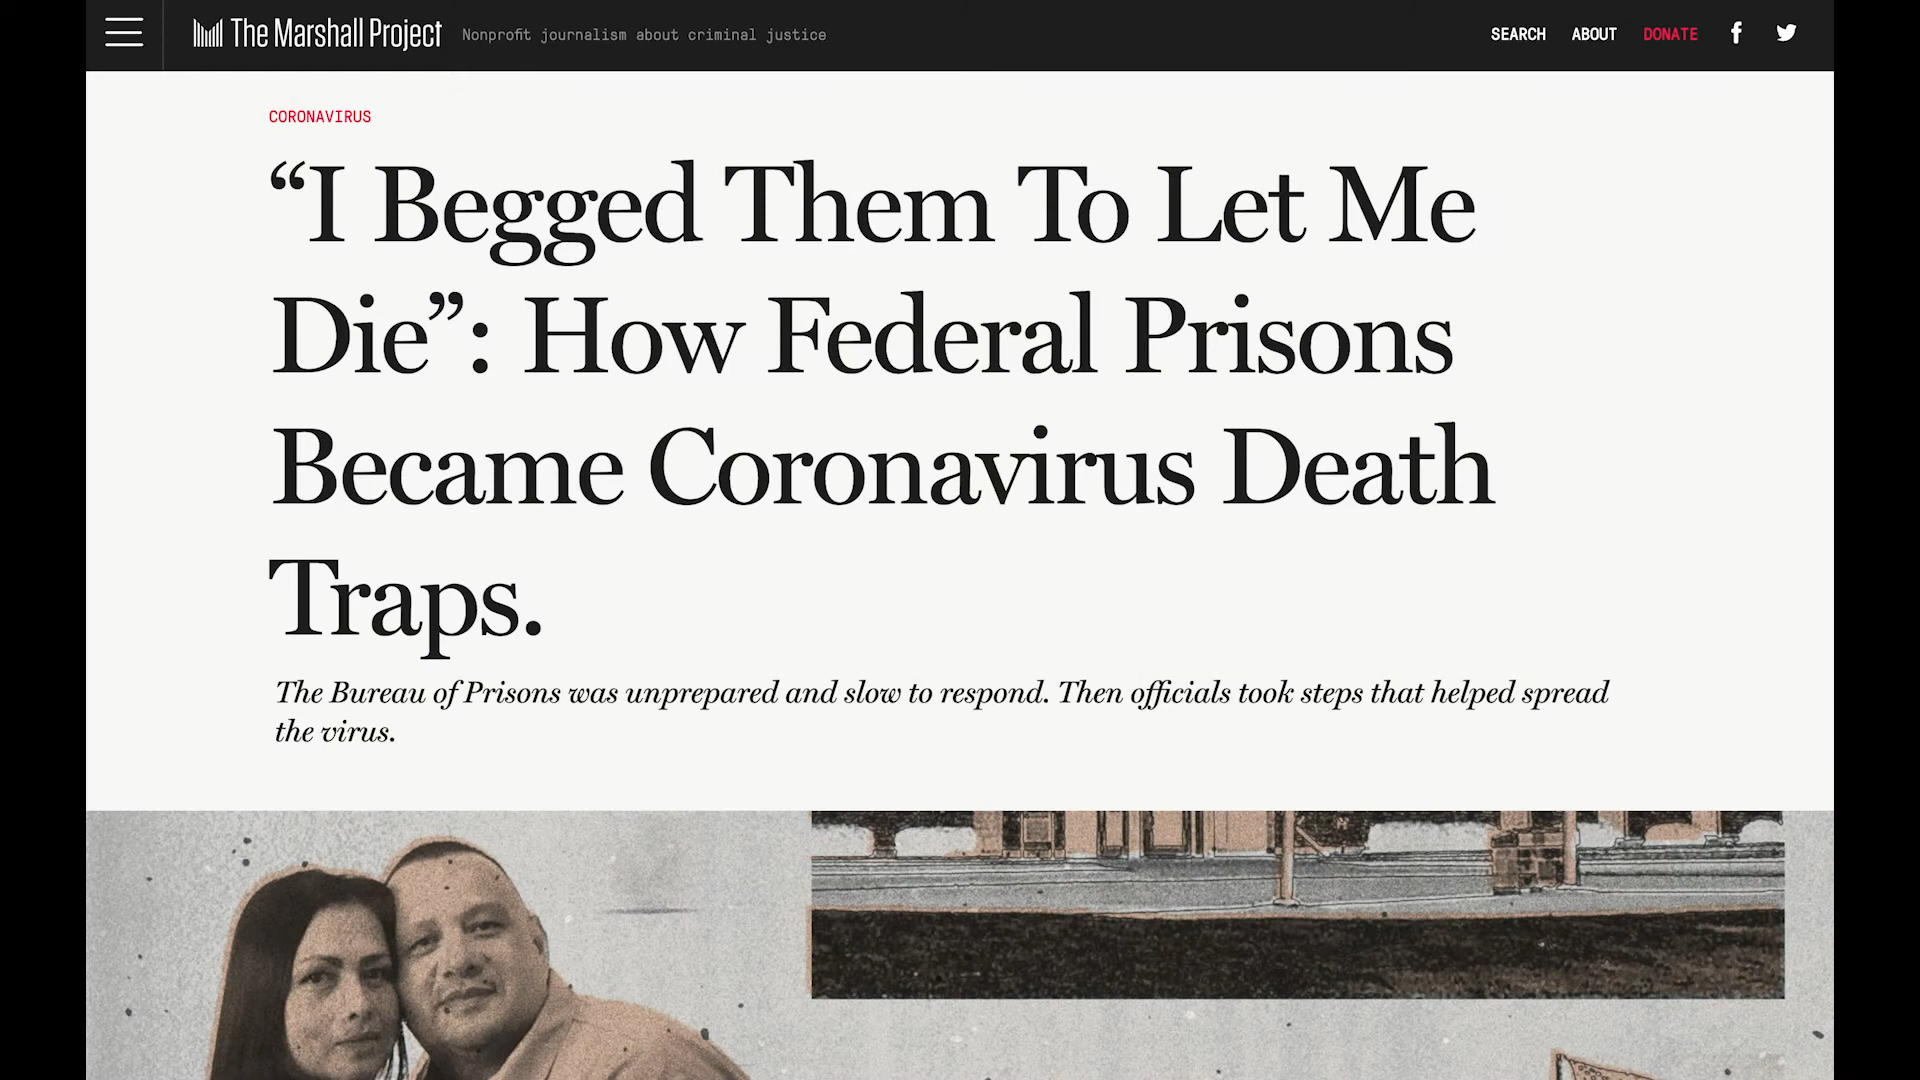 The Marshall Project Nonprofit journalism about criminal justice SEARCH ABOUT DONATE
CORONAVIRUS
“I Begged Them To Let Me
Die”: How Federal Prisons
Became Coronavirus Death
Traps.
The Bureau of Prisons was unprepared and slow to respond. Then officials took steps that helped spread
the virus.